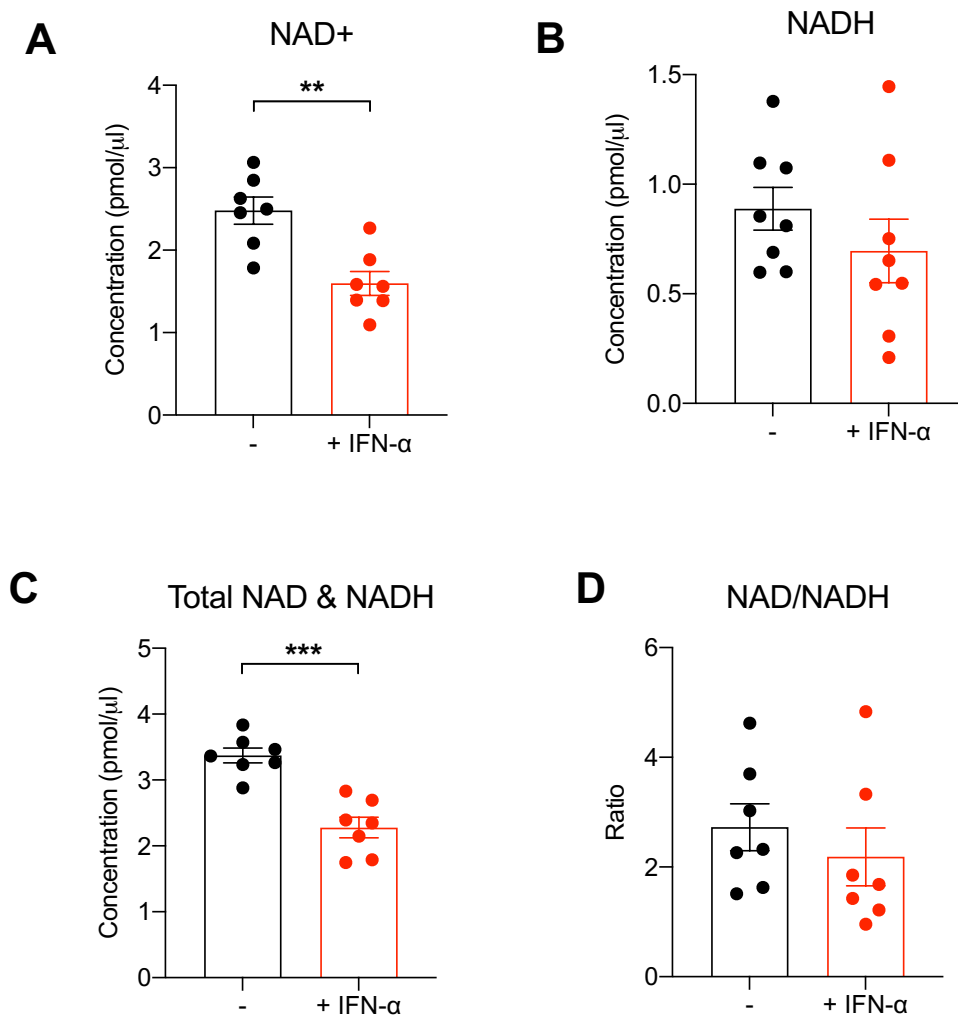 A
NAD+
**
Concentration (pmol/µl)
4
3
2
1
0
-
+ IFN-α
B
NADH
Concentration (pmol/µl)
1.5
1.0
0.5
0.0
-
+ IFN-α
C
Total NAD & NADH
***
Concentration (pmol/µl)
5
4
3
2
1
0
-
+ IFN-α
D
NAD/NADH
Ratio
6
4
2
0
-
+ IFN-α